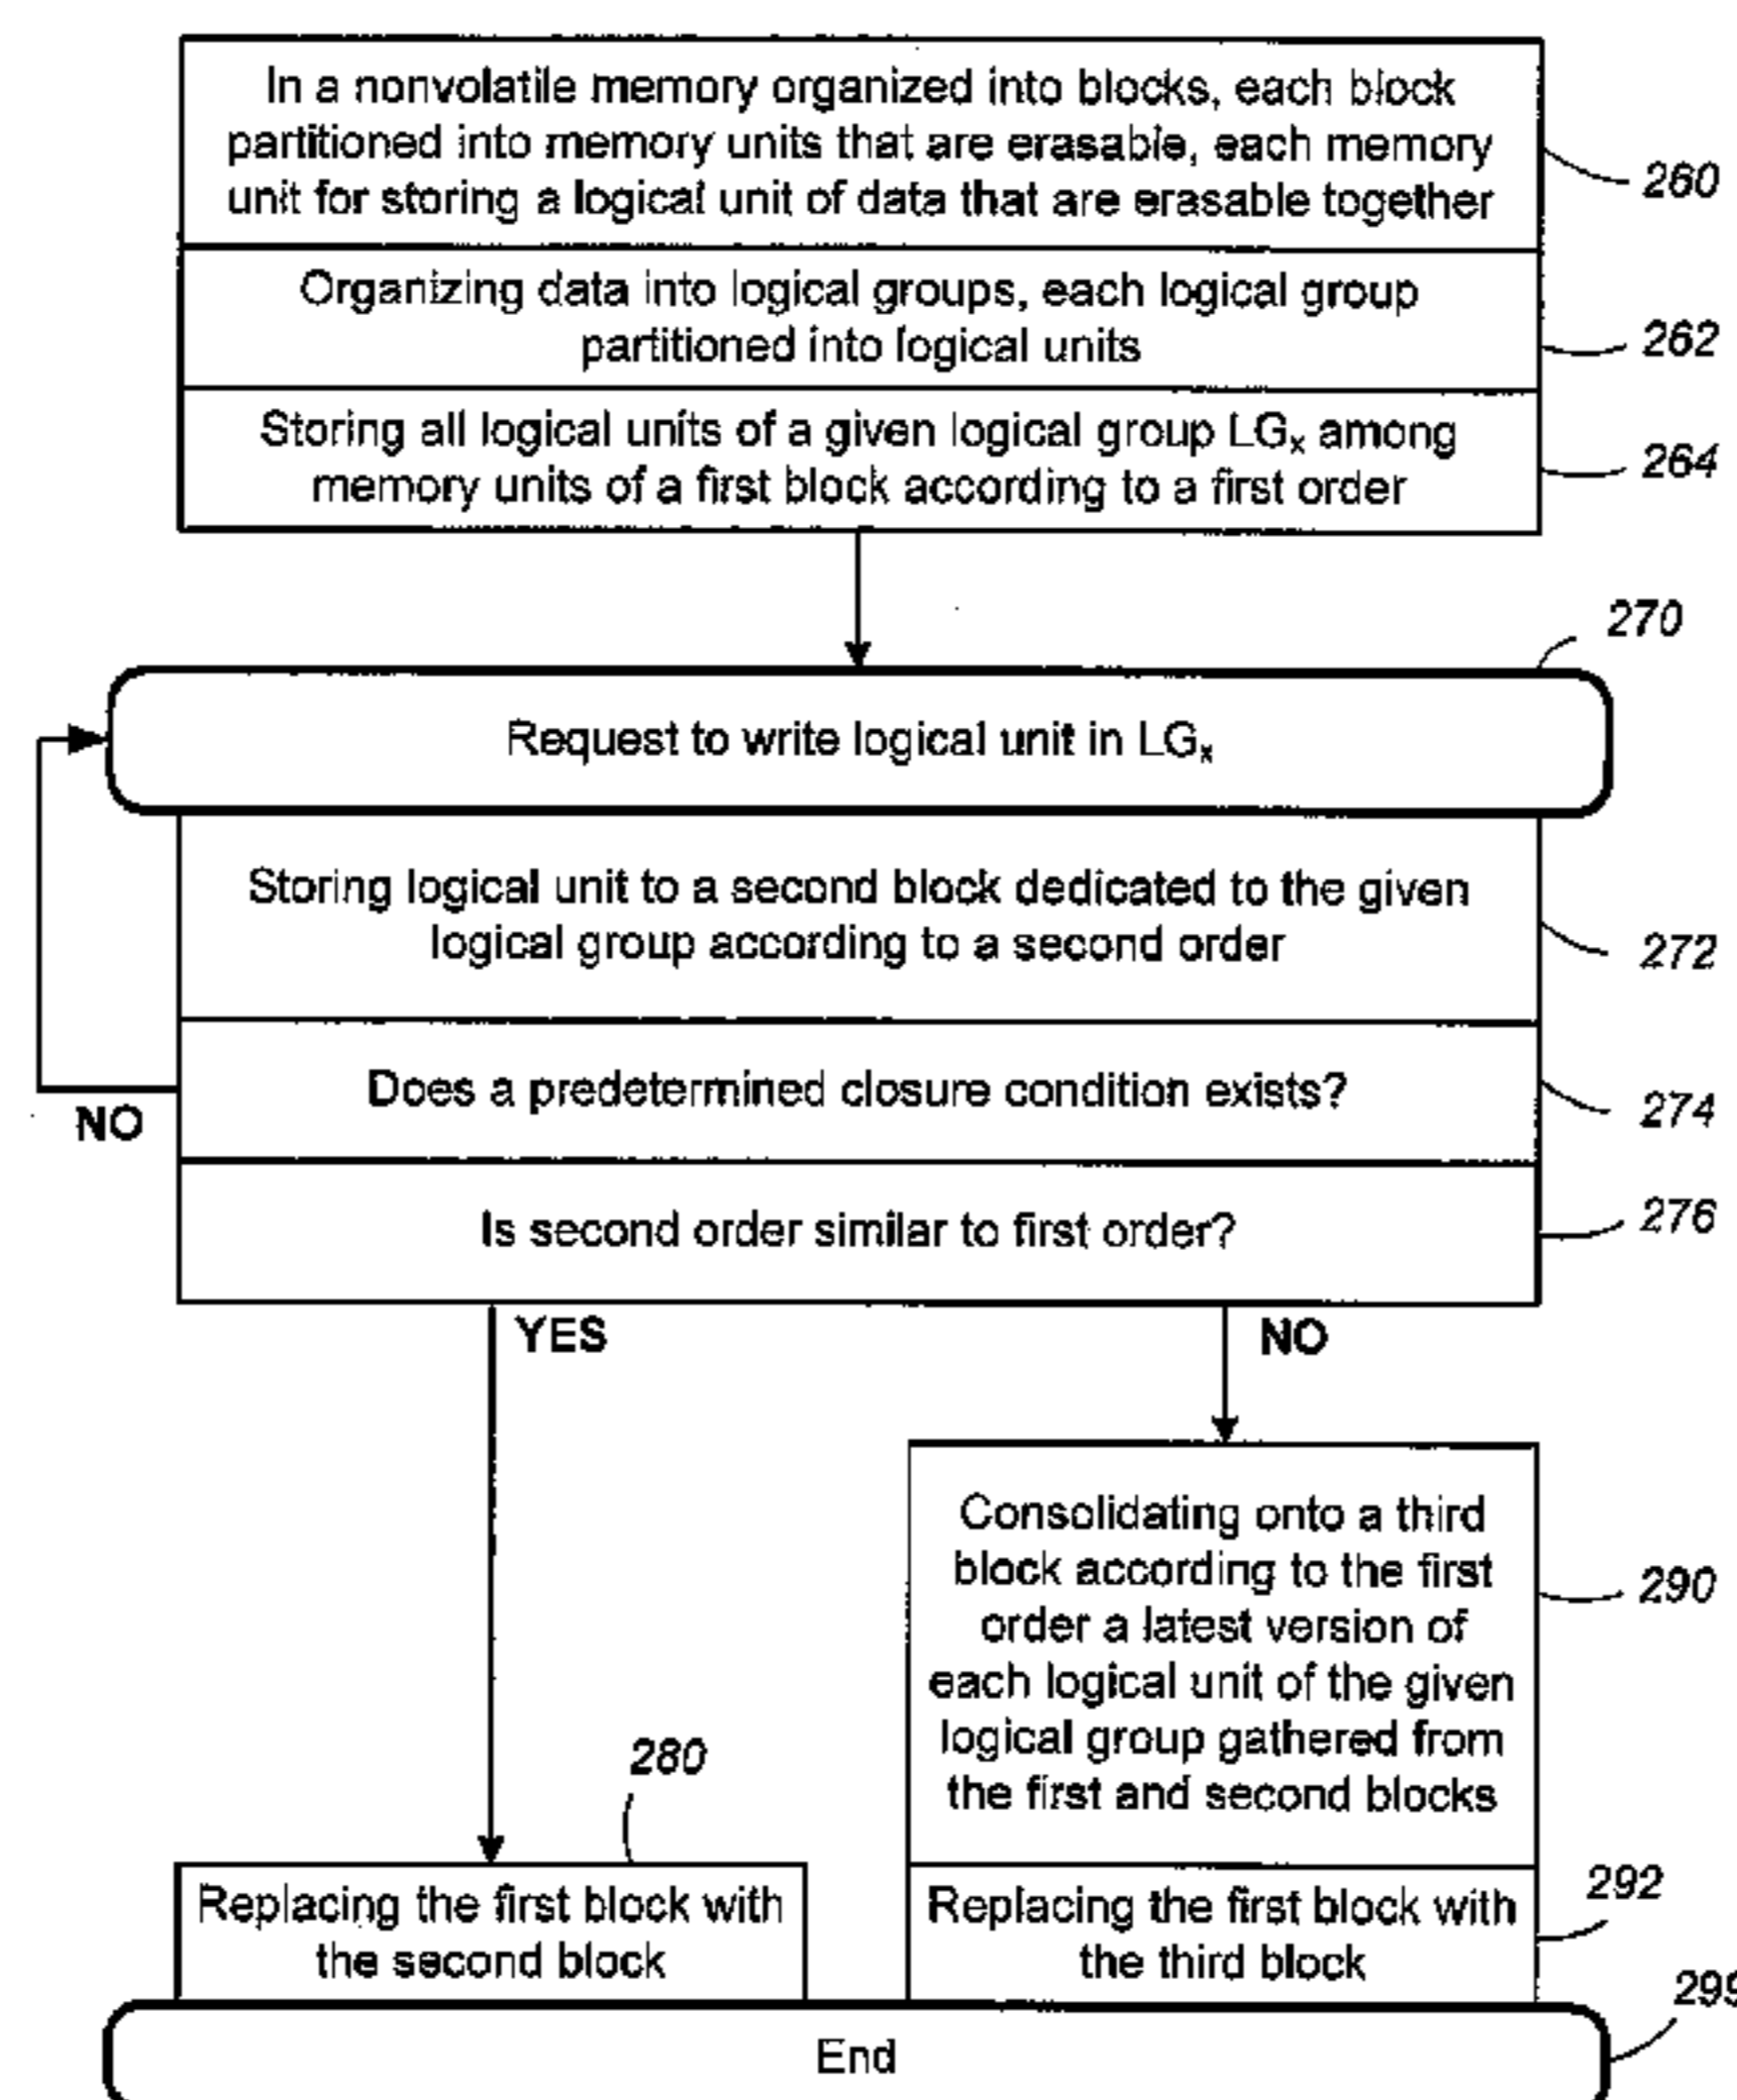 In a nonvolatile memory organized into blocks, each block
partitioned into memory units that are erasable, each memory
unit for storing a logical unit of data that are erasable together
260
Organizing data into logical groups, each logical group
partitioned into logical units
262
Storing all logical units of a given logical group LGx among
memory units of a first block according to a first order
264
270
Request to write logical unit in LGx
Storing logical unit to a second block dedicated to the given
logical group according to a second order
272
Does a predetermined closure condition exists?
274
NO
Is second order similar to first order?
276
YES
NO
Consolidating onto a third
block according to the first
order a latest version of
each logical unit of the given
logical group gathered from
the first and second blocks
290
280
Replacing the first block with
the second block
Replacing the first block with
the third block
292
299
End